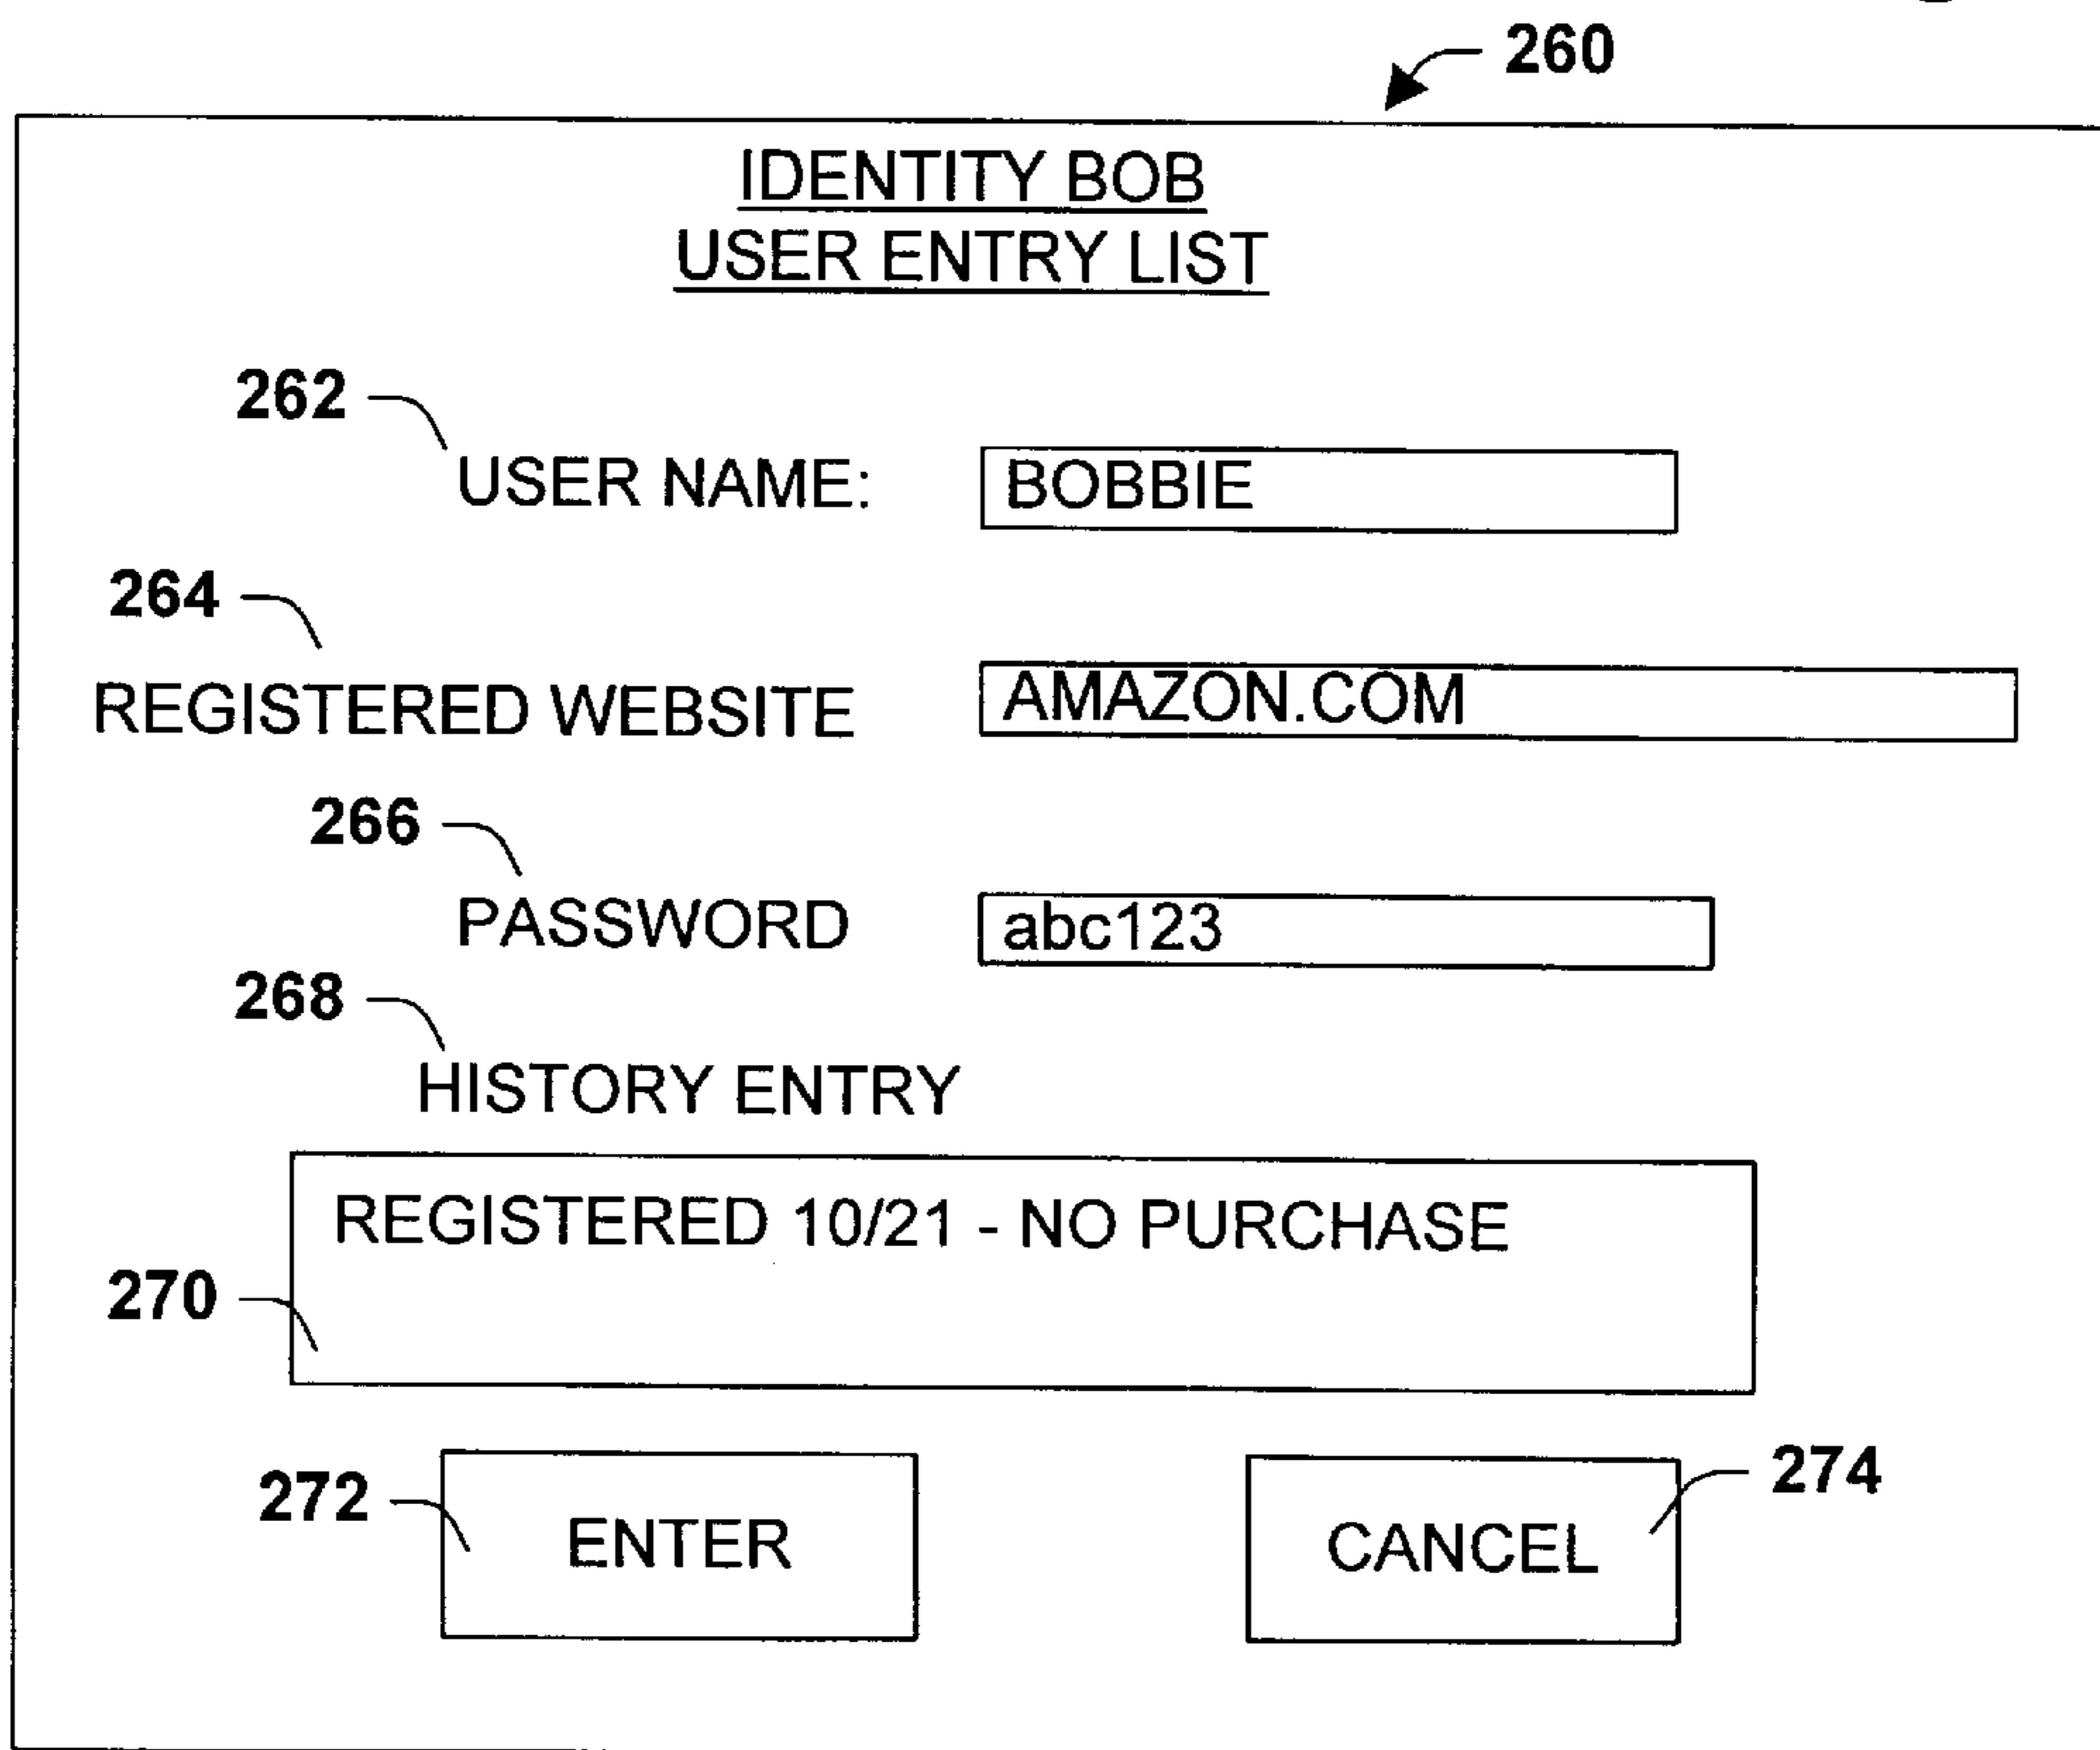 260
IDENTITY BOB
USER ENTRY LIST
262
USER NAME: BOBBIE
264
REGISTERED WEBSITE AMAZON.COM
266
PASSWORD abc123
268
HISTORY ENTRY
REGISTERED 10/21 - NO PURCHASE
270
272 ENTER CANCEL 274